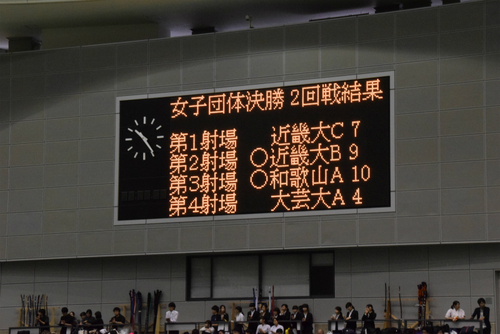 女子団体決勝 2回戦結果
第1射場 近畿大C 7
第2射場 ○近畿大B 9
第3射場 ○和歌山A 10
第4射場 大芸大A 4